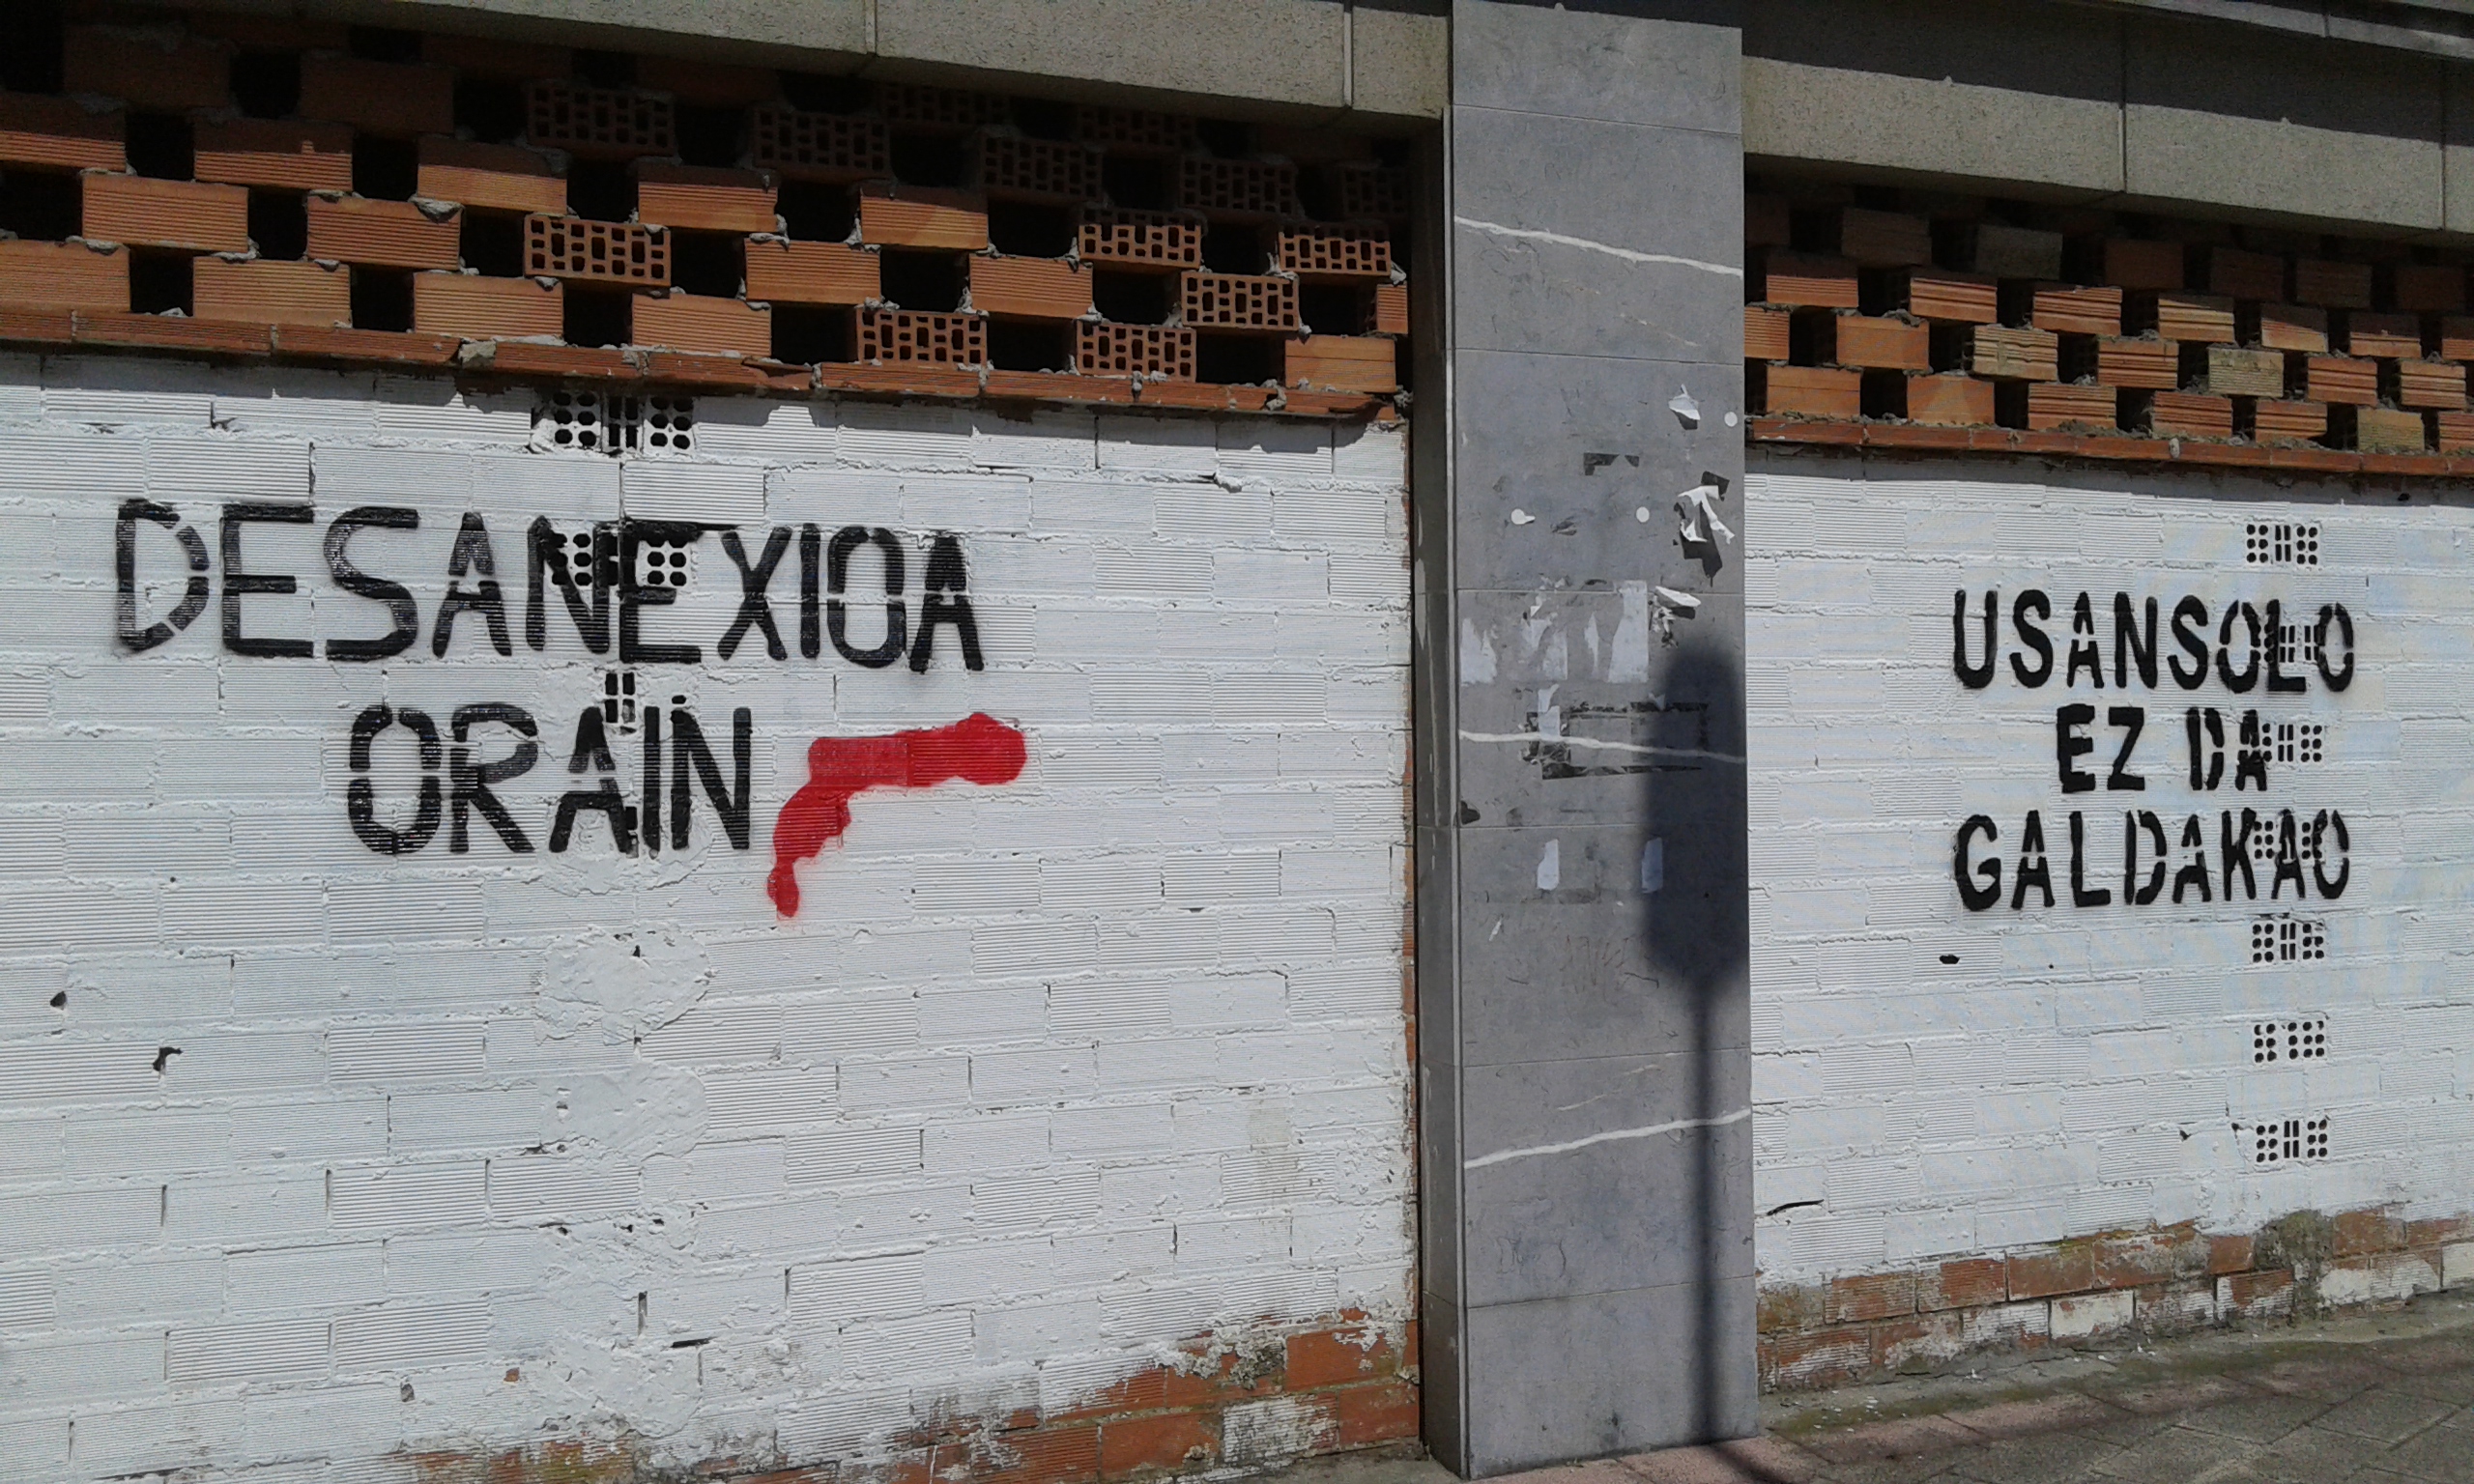 DESANEXIOA
ORAIN
USANSOLO
EZ DA
GALDAKAO